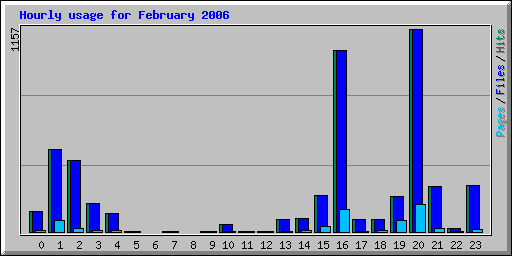 Hourly usage for February 2006
1157
Pages/Files/Hits
0 1 2 3 4 5 6 7 8 9 10 11 12 13 14 15 16 17 18 19 20 21 22 23